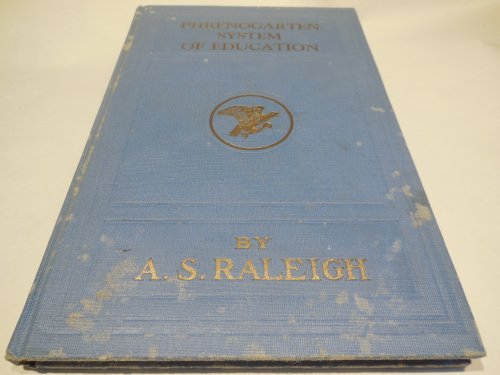 PHRENOGARTEN
SYSTEM
OF EDUCATION
BY
A. S. RALEIGH